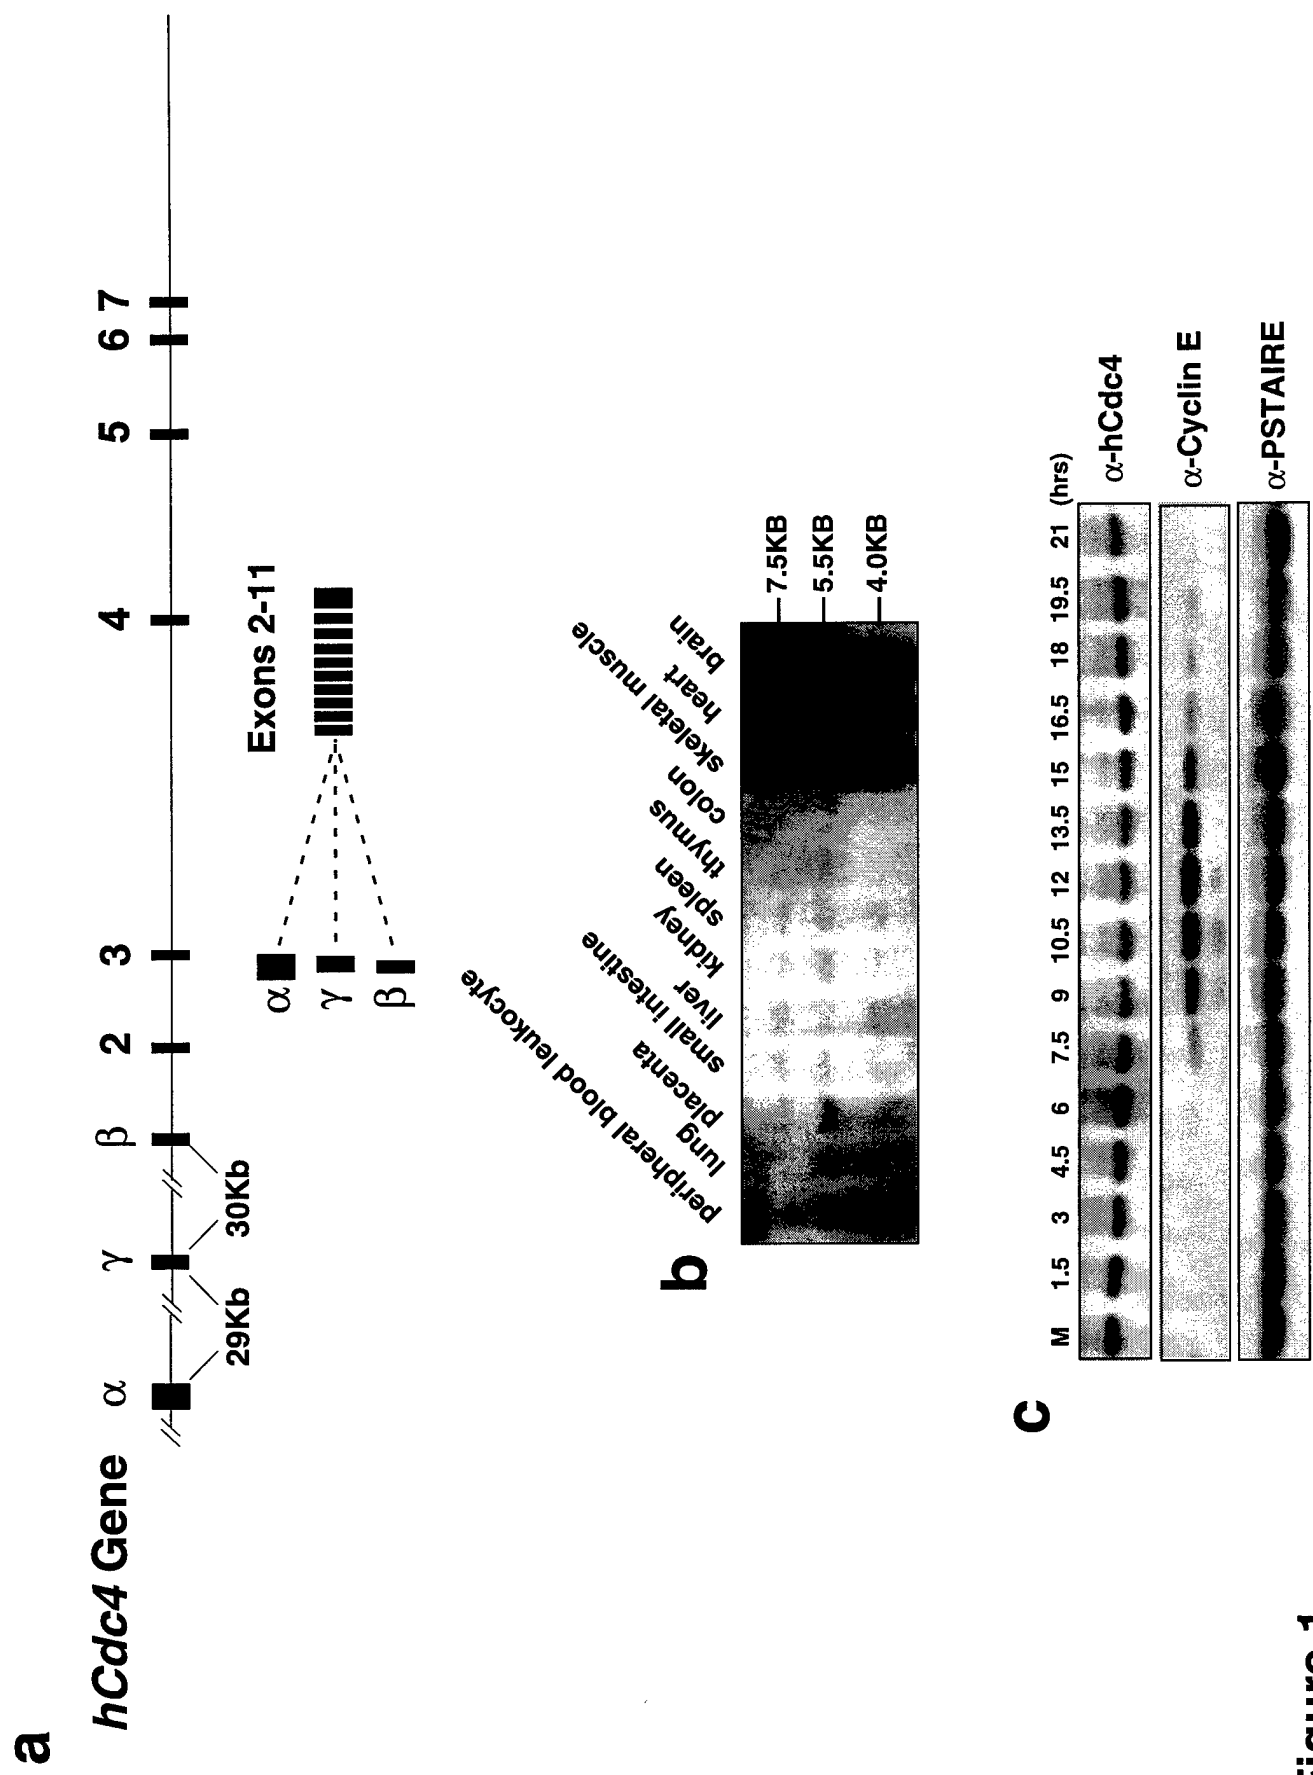 a
hCdc4 Gene
α γ β 2 3 4 5 6 7
29Kb 30Kb
Exons 2-11
α
γ
β
b
peripheral blood leukocyte
lung
placenta
small intestine
liver
kidney
spleen
thymus
colon
skeletal muscle
heart
brain
7.5KB
5.5KB
4.0KB
c
M 1.5 3 4.5 6 7.5 9 10.5 12 13.5 15 16.5 18 19.5 21 (hrs)
α-hCdc4
α-Cyclin E
α-PSTAIRE